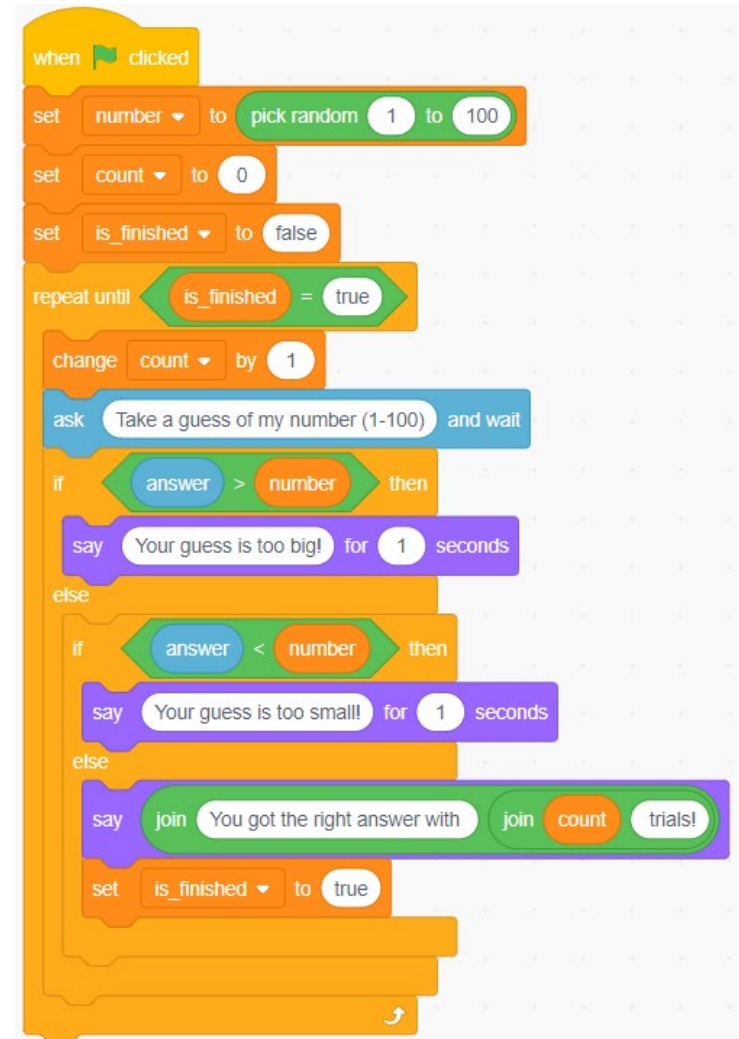 when clicked
set number to pick random 1 to 100
set count to 0
set is_finished to false
repeat until is_finished = true
change count by 1
ask Take a guess of my number (1-100) and wait
if answer > number then
say Your guess is too big! for 1 seconds
else
if answer < number then
say Your guess is too small! for 1 seconds
else
say join You got the right answer with join count trials!
set is_finished to true